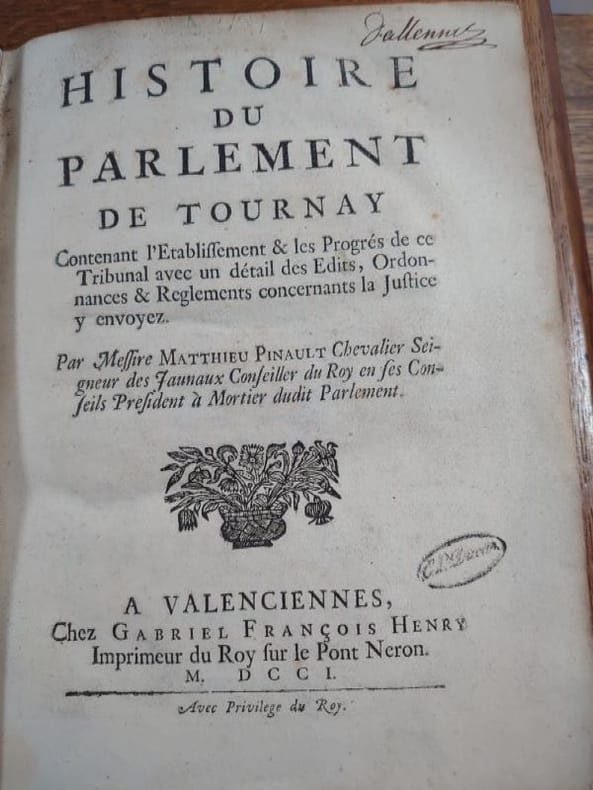 HISTOIRE
DU
PARLEMENT
DE TOURNAY
Contenant l'Etabliſſement & les Progrés de ce
Tribunal avec un détail des Edits, Ordon-
nances & Reglements concernants la Juſtice
y envoyez.
Par Meſſire MATTHIEU PINAULT Chevalier Sei-
gneur des Jaunaux Conſeiller du Roy en ſes Con-
ſeils Preſident à Mortier dudit Parlement.
A VALENCIENNES,
Chez GABRIEL FRANÇOIS HENRY
Imprimeur du Roy ſur le Pont Neron.
M. DCCI.
Avec Privilege du Roy.